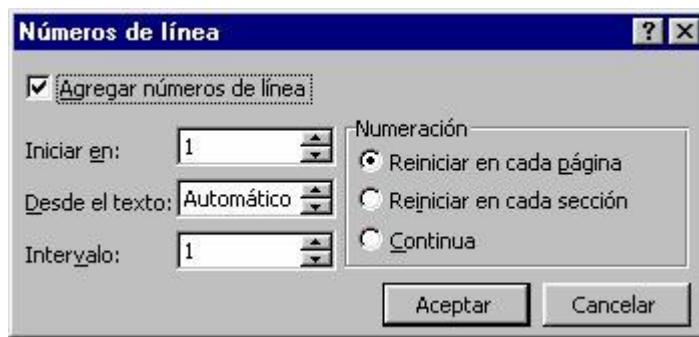 Números de línea
Agregar números de línea
Iniciar en: 1
Desde el texto: Automático
Intervalo: 1
Numeración
Reiniciar en cada página
Reiniciar en cada sección
Continua
Aceptar Cancelar